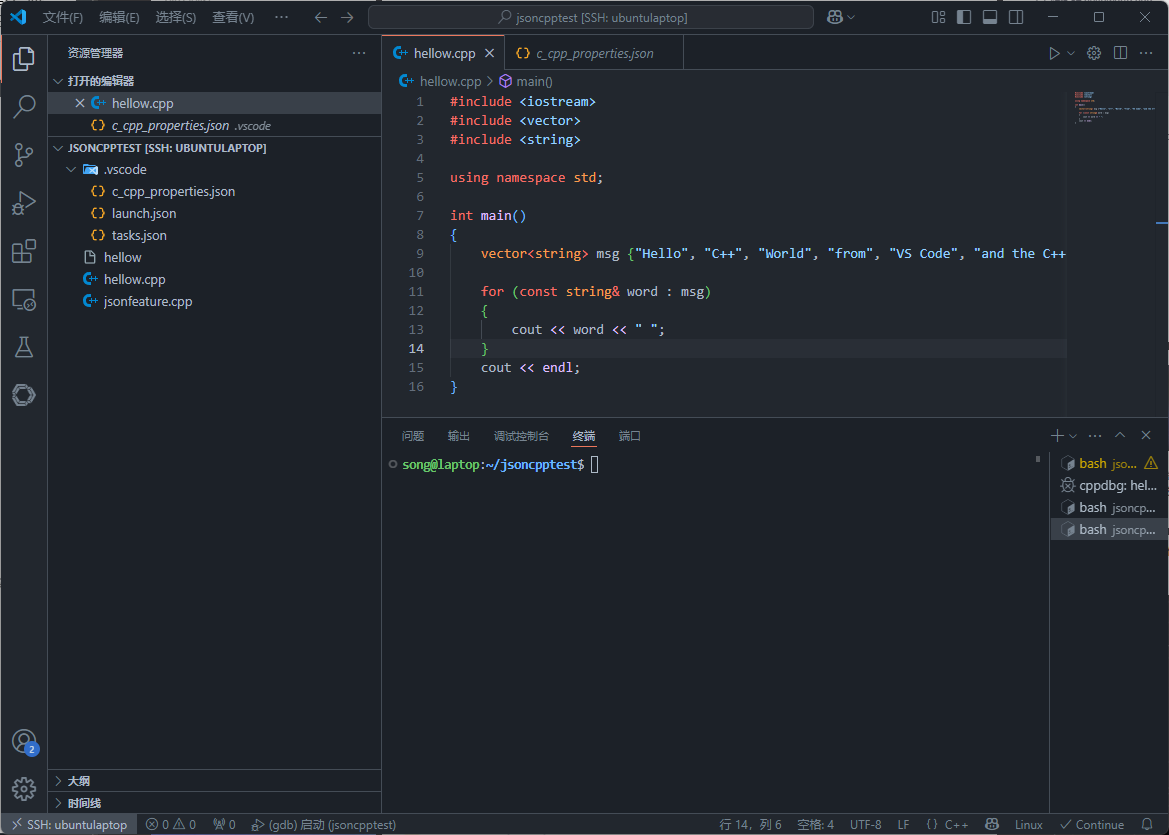 文件(F) 编辑(E) 选择(S) 查看(V) ··· jsoncpptest [SSH: ubuntulaptop]
资源管理器 ···
打开的编辑器
hellow.cpp
c_cpp_properties.json .vscode
JSONCPPTEST [SSH: UBUNTULAPTOP]
.vscode
c_cpp_properties.json
launch.json
tasks.json
hellow
hellow.cpp
jsonfeature.cpp
大纲
时间线
hellow.cpp c_cpp_properties.json
hellow.cpp > main()
1 #include <iostream>
2 #include <vector>
3 #include <string>
4
5 using namespace std;
6
7 int main()
8 {
9 vector<string> msg {"Hello", "C++", "World", "from", "VS Code", "and the C++
10
11 for (const string& word : msg)
12 {
13 cout << word << " ";
14 }
15 cout << endl;
16 }
问题 输出 调试控制台 终端 端口
song@laptop:~/jsoncpptest$
bash jso...
cppdbg: hel...
bash jsoncp...
bash jsoncp...
2
SSH: ubuntulaptop 0 0 0 (gdb) 启动 (jsoncpptest) 行 14，列 6 空格: 4 UTF-8 LF {} C++ Linux Continue